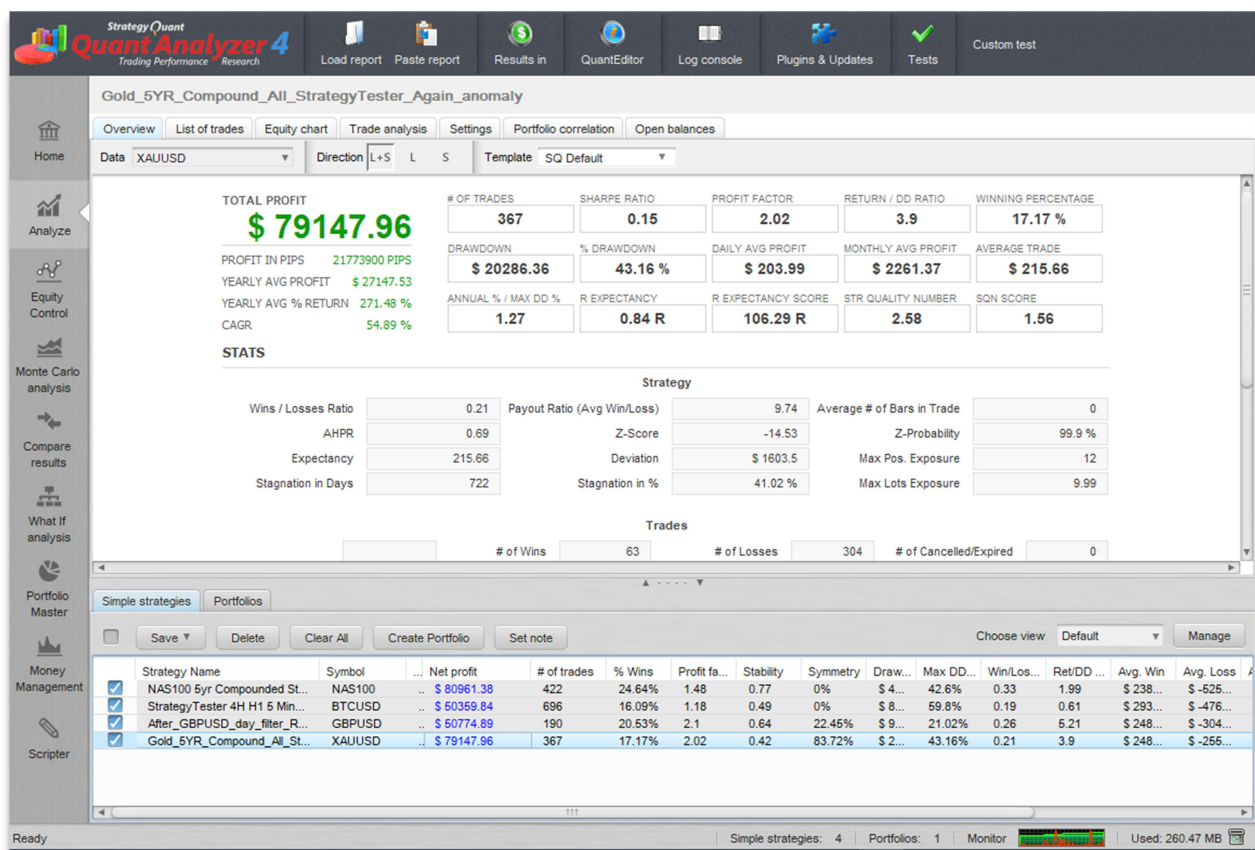 StrategyQuant
QuantAnalyzer 4
Trading Performance Research
Load report
Paste report
Results in
QuantEditor
Log console
Plugins & Updates
Tests
Custom test
Gold_5YR_Compound_All_StrategyTester_Again_anomaly
Home
Analyze
Equity
Control
Monte Carlo
analysis
Compare
results
What If
analysis
Portfolio
Master
Money
Management
Scripter
Overview List of trades Equity chart Trade analysis Settings Portfolio correlation Open balances
Data XAUUSD Direction L+S L S Template SQ Default
TOTAL PROFIT
$ 79147.96
PROFIT IN PIPS 21773900 PIPS
YEARLY AVG PROFIT $ 27147.53
YEARLY AVG % RETURN 271.48 %
CAGR 54.89 %
# OF TRADES SHARPE RATIO PROFIT FACTOR RETURN / DD RATIO WINNING PERCENTAGE
367 0.15 2.02 3.9 17.17 %
DRAWDOWN % DRAWDOWN DAILY AVG PROFIT MONTHLY AVG PROFIT AVERAGE TRADE
$ 20286.36 43.16 % $ 203.99 $ 2261.37 $ 215.66
ANNUAL % / MAX DD % R EXPECTANCY R EXPECTANCY SCORE STR QUALITY NUMBER SQN SCORE
1.27 0.84 R 106.29 R 2.58 1.56
STATS
Strategy
Wins / Losses Ratio 0.21 Payout Ratio (Avg Win/Loss) 9.74 Average # of Bars in Trade 0
AHPR 0.69 Z-Score -14.53 Z-Probability 99.9 %
Expectancy 215.66 Deviation $ 1603.5 Max Pos. Exposure 12
Stagnation in Days 722 Stagnation in % 41.02 % Max Lots Exposure 9.99
Trades
# of Wins 63 # of Losses 304 # of Cancelled/Expired 0
Simple strategies Portfolios
Save Delete Clear All Create Portfolio Set note Choose view Default Manage
Strategy Name Symbol ... Net profit # of trades % Wins Profit fa... Stability Symmetry Draw... Max DD... Win/Los... Ret/DD ... Avg. Win Avg. Loss
NAS100 5yr Compounded St... NAS100 .. $ 80961.38 422 24.64% 1.48 0.77 0% $ 4... 42.6% 0.33 1.99 $ 238... $ -525...
StrategyTester 4H H1 5 Min... BTCUSD .. $ 50359.84 696 16.09% 1.18 0.49 0% $ 8... 59.8% 0.19 0.61 $ 293... $ -476...
After_GBPUSD_day_filter_R... GBPUSD .. $ 50774.89 190 20.53% 2.1 0.64 22.45% $ 9... 21.02% 0.26 5.21 $ 248... $ -304...
Gold_5YR_Compound_All_St... XAUUSD .. $ 79147.96 367 17.17% 2.02 0.42 83.72% $ 2... 43.16% 0.21 3.9 $ 248... $ -255...
Ready Simple strategies: 4 Portfolios: 1 Monitor Used: 260.47 MB